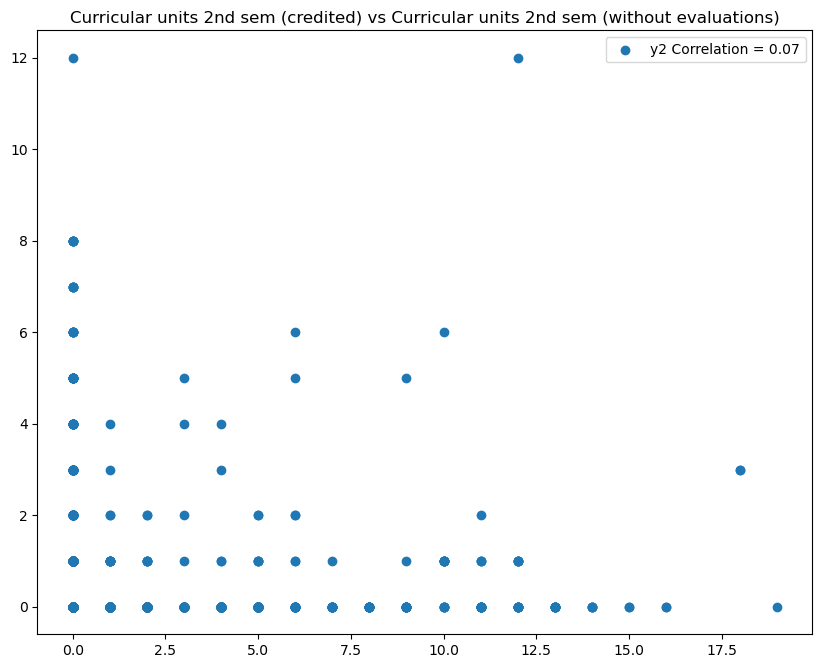 Curricular units 2nd sem (credited) vs Curricular units 2nd sem (without evaluations)
y2 Correlation = 0.07
12
10
8
6
4
2
0
0.0 2.5 5.0 7.5 10.0 12.5 15.0 17.5